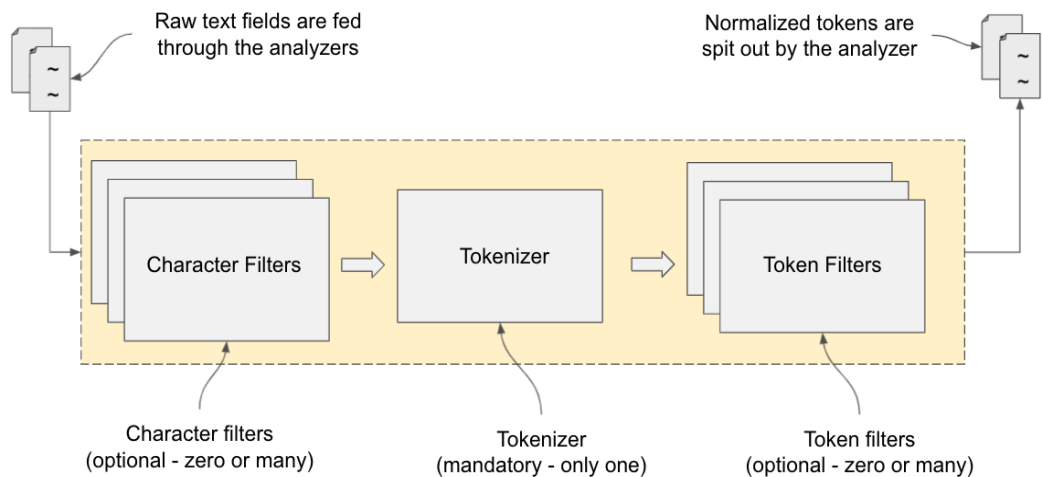 Raw text fields are fed
through the analyzers
Normalized tokens are
spit out by the analyzer
~
~
~
~
Character Filters
Tokenizer
Token Filters
Character filters
(optional - zero or many)
Tokenizer
(mandatory - only one)
Token filters
(optional - zero or many)